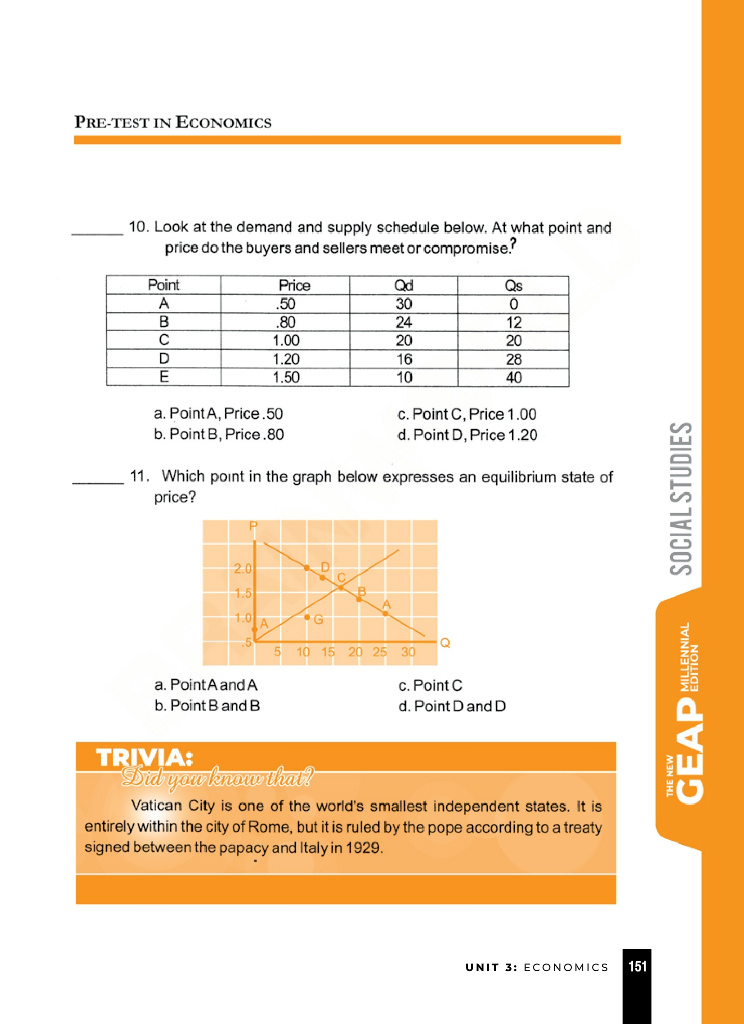 PRE-TEST IN ECONOMICS
______ 10. Look at the demand and supply schedule below. At what point and
price do the buyers and sellers meet or compromise.?
Point Price Qd Qs
A .50 30 0
B .80 24 12
C 1.00 20 20
D 1.20 16 28
E 1.50 10 40
a. Point A, Price .50 c. Point C, Price 1.00
b. Point B, Price .80 d. Point D, Price 1.20
______ 11. Which point in the graph below expresses an equilibrium state of
price?
P
2.0 D
C
1.5 B
A
1.0 A G
.5 Q
5 10 15 20 25 30
a. Point A and A c. Point C
b. Point B and B d. Point D and D
TRIVIA:
Did you know that?
Vatican City is one of the world's smallest independent states. It is
entirely within the city of Rome, but it is ruled by the pope according to a treaty
signed between the papacy and Italy in 1929.
SOCIAL STUDIES
THE NEW
GEAP
MILLENNIAL
EDITION
UNIT 3: ECONOMICS 151